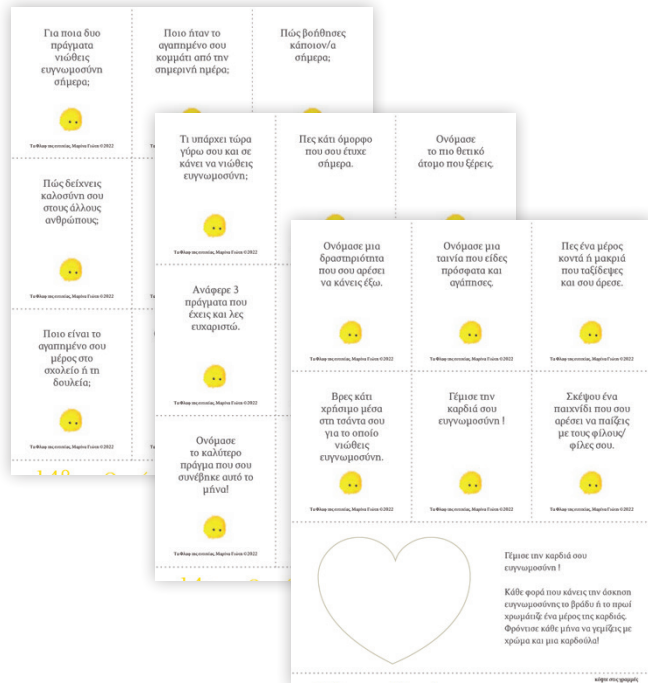 Για ποια δυο
πράγματα
νιώθεις
ευγνωμοσύνη
σήμερα;
Ποιο ήταν το
αγαπημένο σου
κομμάτι από την
σημερινή ημέρα;
Πώς βοήθησες
κάποιον/α
σήμερα;
Πώς δείχνεις
καλοσύνη σου
στους άλλους
ανθρώπους;
Ποιο είναι το
αγαπημένο σου
μέρος στο
σχολείο ή τη
δουλεία;
Τι υπάρχει τώρα
γύρω σου και σε
κάνει να νιώθεις
ευγνωμοσύνη;
Πες κάτι όμορφο
που σου έτυχε
σήμερα.
Ονόμασε
το πιο θετικό
άτομο που ξέρεις.
Ανάφερε 3
πράγματα που
έχεις και λες
ευχαριστώ.
Ονόμασε
το καλύτερο
πράγμα που σου
συνέβηκε αυτό το
μήνα!
Ονόμασε μια
δραστηριότητα
που σου αρέσει
να κάνεις έξω.
Ονόμασε μια
ταινία που είδες
πρόσφατα και
αγάπησες.
Πες ένα μέρος
κοντά ή μακριά
που ταξίδεψες
και σου άρεσε.
Βρες κάτι
χρήσιμο μέσα
στη τσάντα σου
για το οποίο
νιώθεις
ευγνωμοσύνη.
Γέμισε την
καρδιά σου
ευγνωμοσύνη !
Σκέψου ένα
παιχνίδι που σου
αρέσει να παίζεις
με τους φίλους/
φίλες σου.
Γέμισε την καρδιά σου
ευγνωμοσύνη !
Κάθε φορά που κάνεις την άσκηση
ευγνωμοσύνης το βράδυ ή το πρωί
χρωμάτιζε ένα μέρος της καρδιάς.
Φρόντισε κάθε μήνα να γεμίζεις με
χρώμα και μια καρδούλα!
κόψτε στις γραμμές